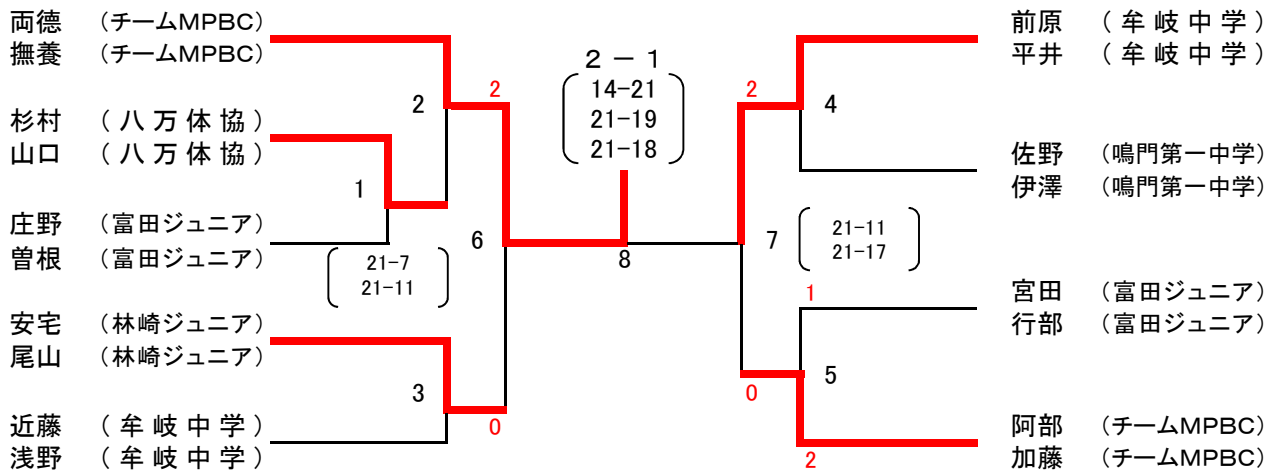 両德 (チームMPBC)
撫養 (チームMPBC)
杉村 (八万体協)
山口 (八万体協)
庄野 (富田ジュニア)
曽根 (富田ジュニア)
安宅 (林崎ジュニア)
尾山 (林崎ジュニア)
近藤 (牟岐中学)
浅野 (牟岐中学)
2
1
3
2
6
0
21-7
21-11
2 - 1
14-21
21-19
21-18
8
2
7
0
21-11
21-17
4
1
5
2
前原 (牟岐中学)
平井 (牟岐中学)
佐野 (鳴門第一中学)
伊澤 (鳴門第一中学)
宮田 (富田ジュニア)
行部 (富田ジュニア)
阿部 (チームMPBC)
加藤 (チームMPBC)